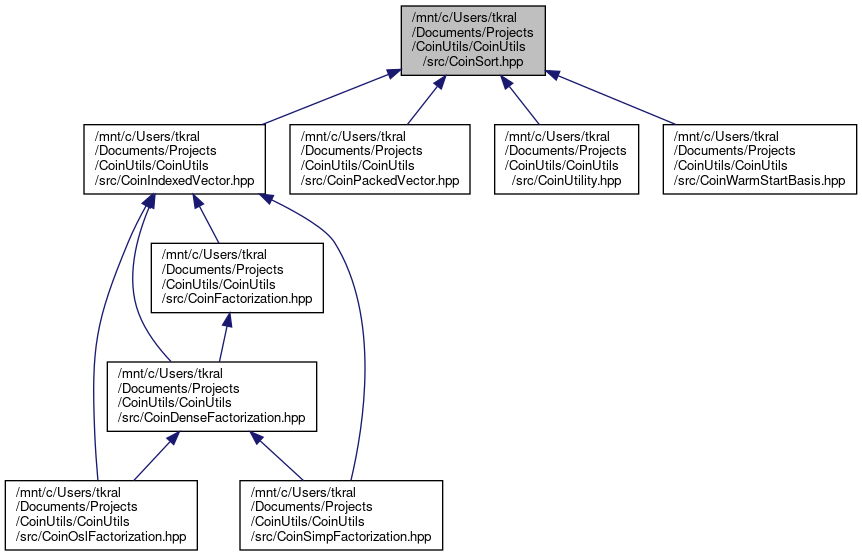 /mnt/c/Users/tkral
/Documents/Projects
/CoinUtils/CoinUtils
/src/CoinSort.hpp
/mnt/c/Users/tkral
/Documents/Projects
/CoinUtils/CoinUtils
/src/CoinIndexedVector.hpp
/mnt/c/Users/tkral
/Documents/Projects
/CoinUtils/CoinUtils
/src/CoinPackedVector.hpp
/mnt/c/Users/tkral
/Documents/Projects
/CoinUtils/CoinUtils
/src/CoinUtility.hpp
/mnt/c/Users/tkral
/Documents/Projects
/CoinUtils/CoinUtils
/src/CoinWarmStartBasis.hpp
/mnt/c/Users/tkral
/Documents/Projects
/CoinUtils/CoinUtils
/src/CoinFactorization.hpp
/mnt/c/Users/tkral
/Documents/Projects
/CoinUtils/CoinUtils
/src/CoinDenseFactorization.hpp
/mnt/c/Users/tkral
/Documents/Projects
/CoinUtils/CoinUtils
/src/CoinOslFactorization.hpp
/mnt/c/Users/tkral
/Documents/Projects
/CoinUtils/CoinUtils
/src/CoinSimpFactorization.hpp